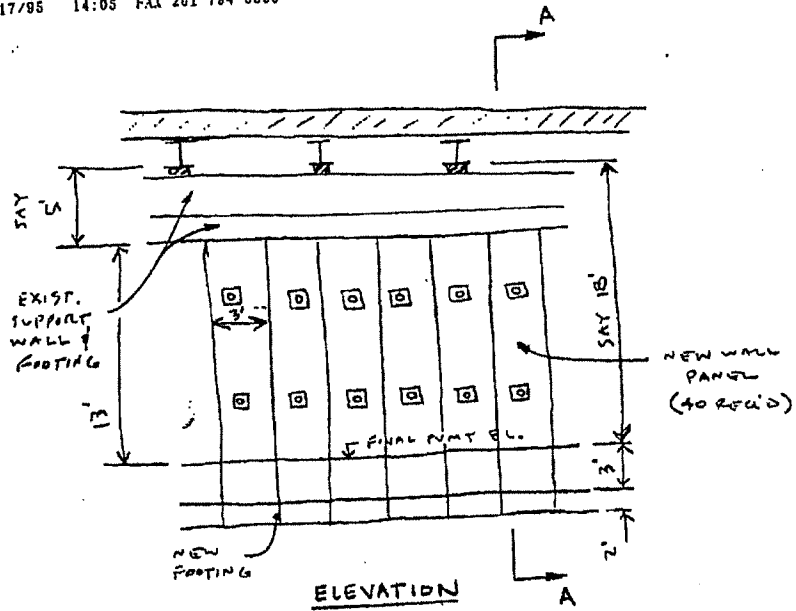 17/95 14:05 FAX 201 784
A
SAY
5'
EXIST.
SUPPORT
WALL &
FOOTING
3'
13'
SAY 18'
NEW WALL
PANEL
(40 REQ'D)
FINAL PVMT EL.
3'
2'
NEW
FOOTING
ELEVATION
A